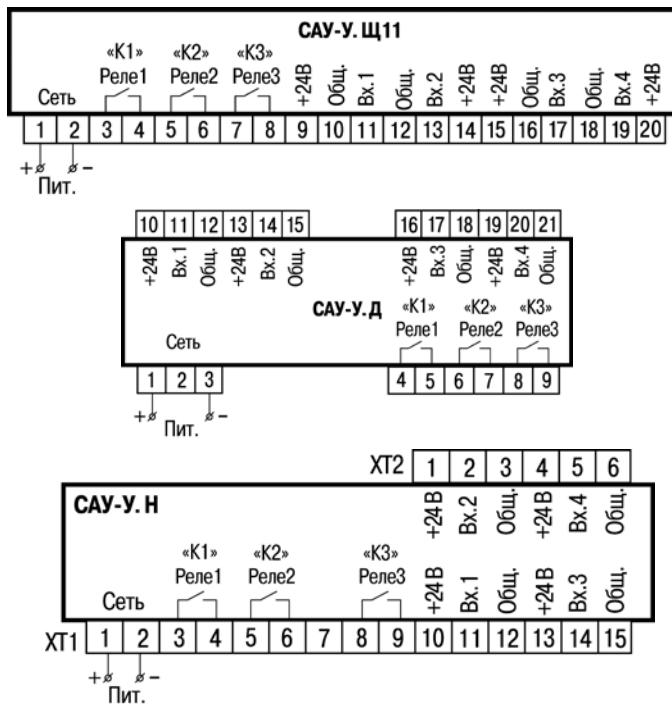 САУ-У. Щ11
«К1» «К2» «К3»
Сеть Реле1 Реле2 Реле3 +24В Общ. Вх.1 Общ. Вх.2 +24В +24В Общ. Вх.3 Общ. Вх.4 +24В
1 2 3 4 5 6 7 8 9 10 11 12 13 14 15 16 17 18 19 20
+ –
Пит.
10 11 12 13 14 15 16 17 18 19 20 21
+24В Вх.1 Общ. +24В Вх.2 Общ. +24В Вх.3 Общ. +24В Вх.4 Общ.
САУ-У. Д «К1» «К2» «К3»
Сеть Реле1 Реле2 Реле3
1 2 3 4 5 6 7 8 9
+ –
Пит.
XT2 1 2 3 4 5 6
САУ-У. Н +24 В Вх.2 Общ. +24 В Вх.4 Общ.
«К1» «К2» «К3»
Сеть Реле1 Реле2 Реле3 +24 В Вх.1 Общ. +24 В Вх.3 Общ.
XT1 1 2 3 4 5 6 7 8 9 10 11 12 13 14 15
+ –
Пит.